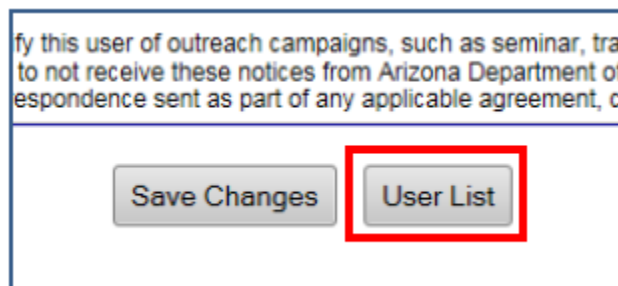 fy this user of outreach campaigns, such as seminar, tra
to not receive these notices from Arizona Department of
espondence sent as part of any applicable agreement,
Save Changes User List